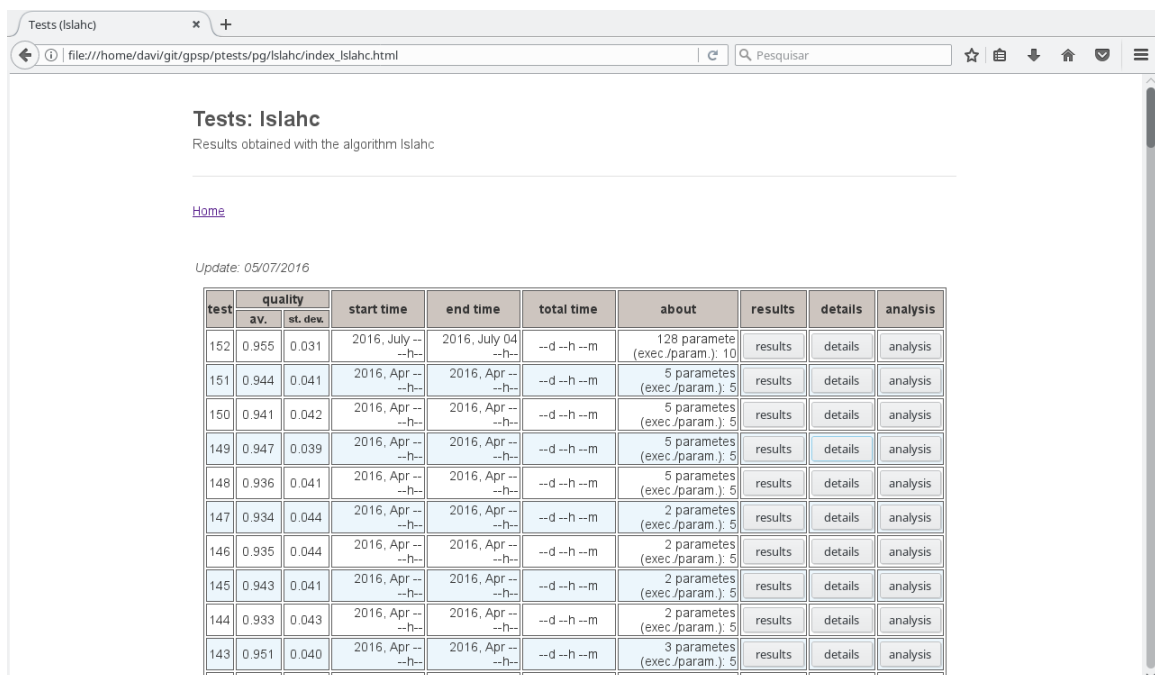 Tests (lslahc)
file:///home/davi/git/gpsp/ptests/pg/lslahc/index_lslahc.html
Pesquisar
Tests: lslahc
Results obtained with the algorithm lslahc
Home
Update: 05/07/2016
test quality start time end time total time about results details analysis
av. st. dev.
152 0.955 0.031 2016, July -- --h-- 2016, July 04 --h-- --d --h --m 128 paramete (exec./param.): 10 results details analysis
151 0.944 0.041 2016, Apr -- --h-- 2016, Apr -- --h-- --d --h --m 5 parametes (exec./param.): 5 results details analysis
150 0.941 0.042 2016, Apr -- --h-- 2016, Apr -- --h-- --d --h --m 5 parametes (exec./param.): 5 results details analysis
149 0.947 0.039 2016, Apr -- --h-- 2016, Apr -- --h-- --d --h --m 5 parametes (exec./param.): 5 results details analysis
148 0.936 0.041 2016, Apr -- --h-- 2016, Apr -- --h-- --d --h --m 5 parametes (exec./param.): 5 results details analysis
147 0.934 0.044 2016, Apr -- --h-- 2016, Apr -- --h-- --d --h --m 2 parametes (exec./param.): 5 results details analysis
146 0.935 0.044 2016, Apr -- --h-- 2016, Apr -- --h-- --d --h --m 2 parametes (exec./param.): 5 results details analysis
145 0.943 0.041 2016, Apr -- --h-- 2016, Apr -- --h-- --d --h --m 2 parametes (exec./param.): 5 results details analysis
144 0.933 0.043 2016, Apr -- --h-- 2016, Apr -- --h-- --d --h --m 2 parametes (exec./param.): 5 results details analysis
143 0.951 0.040 2016, Apr -- --h-- 2016, Apr -- --h-- --d --h --m 3 parametes (exec./param.): 5 results details analysis